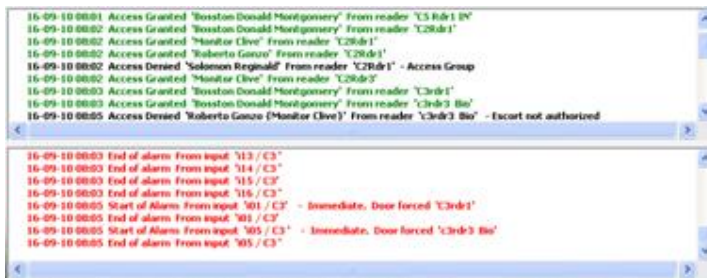 16-09-10 08:01 Access Granted 'Bosston Donald Montgomery' From reader 'C5 Rdr1 IN'
16-09-10 08:02 Access Granted 'Bosston Donald Montgomery' From reader 'C2Rdr1'
16-09-10 08:02 Access Granted 'Monitor Clive' From reader 'C2Rdr1'
16-09-10 08:02 Access Granted 'Roberto Gonzo' From reader 'C2Rdr1'
16-09-10 08:02 Access Denied 'Solomon Reginald' From reader 'C2Rdr1' - Access Group
16-09-10 08:02 Access Granted 'Monitor Clive' From reader 'C2Rdr3'
16-09-10 08:03 Access Granted 'Bosston Donald Montgomery' From reader 'C3rdr1'
16-09-10 08:03 Access Granted 'Bosston Donald Montgomery' From reader 'c3rdr3 Bio'
16-09-10 08:05 Access Denied 'Roberto Gonzo (Monitor Clive)' From reader 'c3rdr3 Bio' - Escort not authorized
16-09-10 08:03 End of alarm From input 'i13 / C3'
16-09-10 08:03 End of alarm From input 'i14 / C3'
16-09-10 08:03 End of alarm From input 'i15 / C3'
16-09-10 08:03 End of alarm From input 'i16 / C3'
16-09-10 08:05 Start of Alarm From input 'i01 / C3' - Immediate. Door forced 'C3rdr1'
16-09-10 08:05 End of alarm From input 'i01 / C3'
16-09-10 08:05 Start of Alarm From input 'i05 / C3' - Immediate. Door forced 'c3rdr3 Bio'
16-09-10 08:05 End of alarm From input 'i05 / C3'